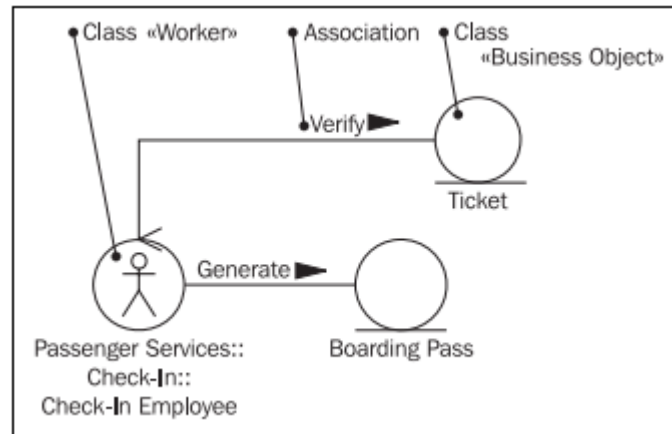 Class «Worker»
Association
Class
«Business Object»
Verify
Ticket
Generate
Passenger Services::
Check-In::
Check-In Employee
Boarding Pass